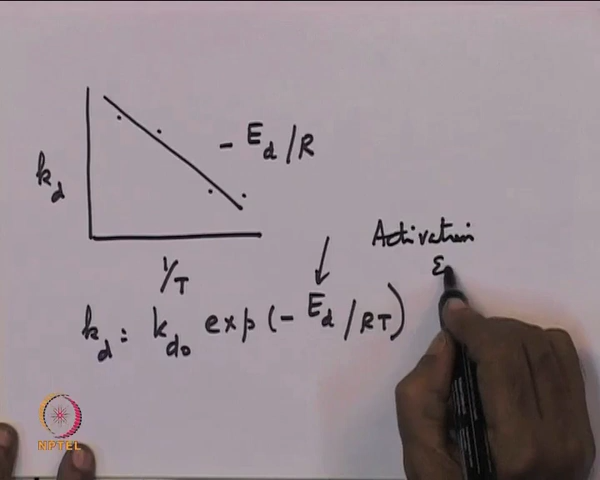 k_d
- E_d/R
1/T
Activation
E
k_d = k_do exp(- E_d/RT)
NPTEL